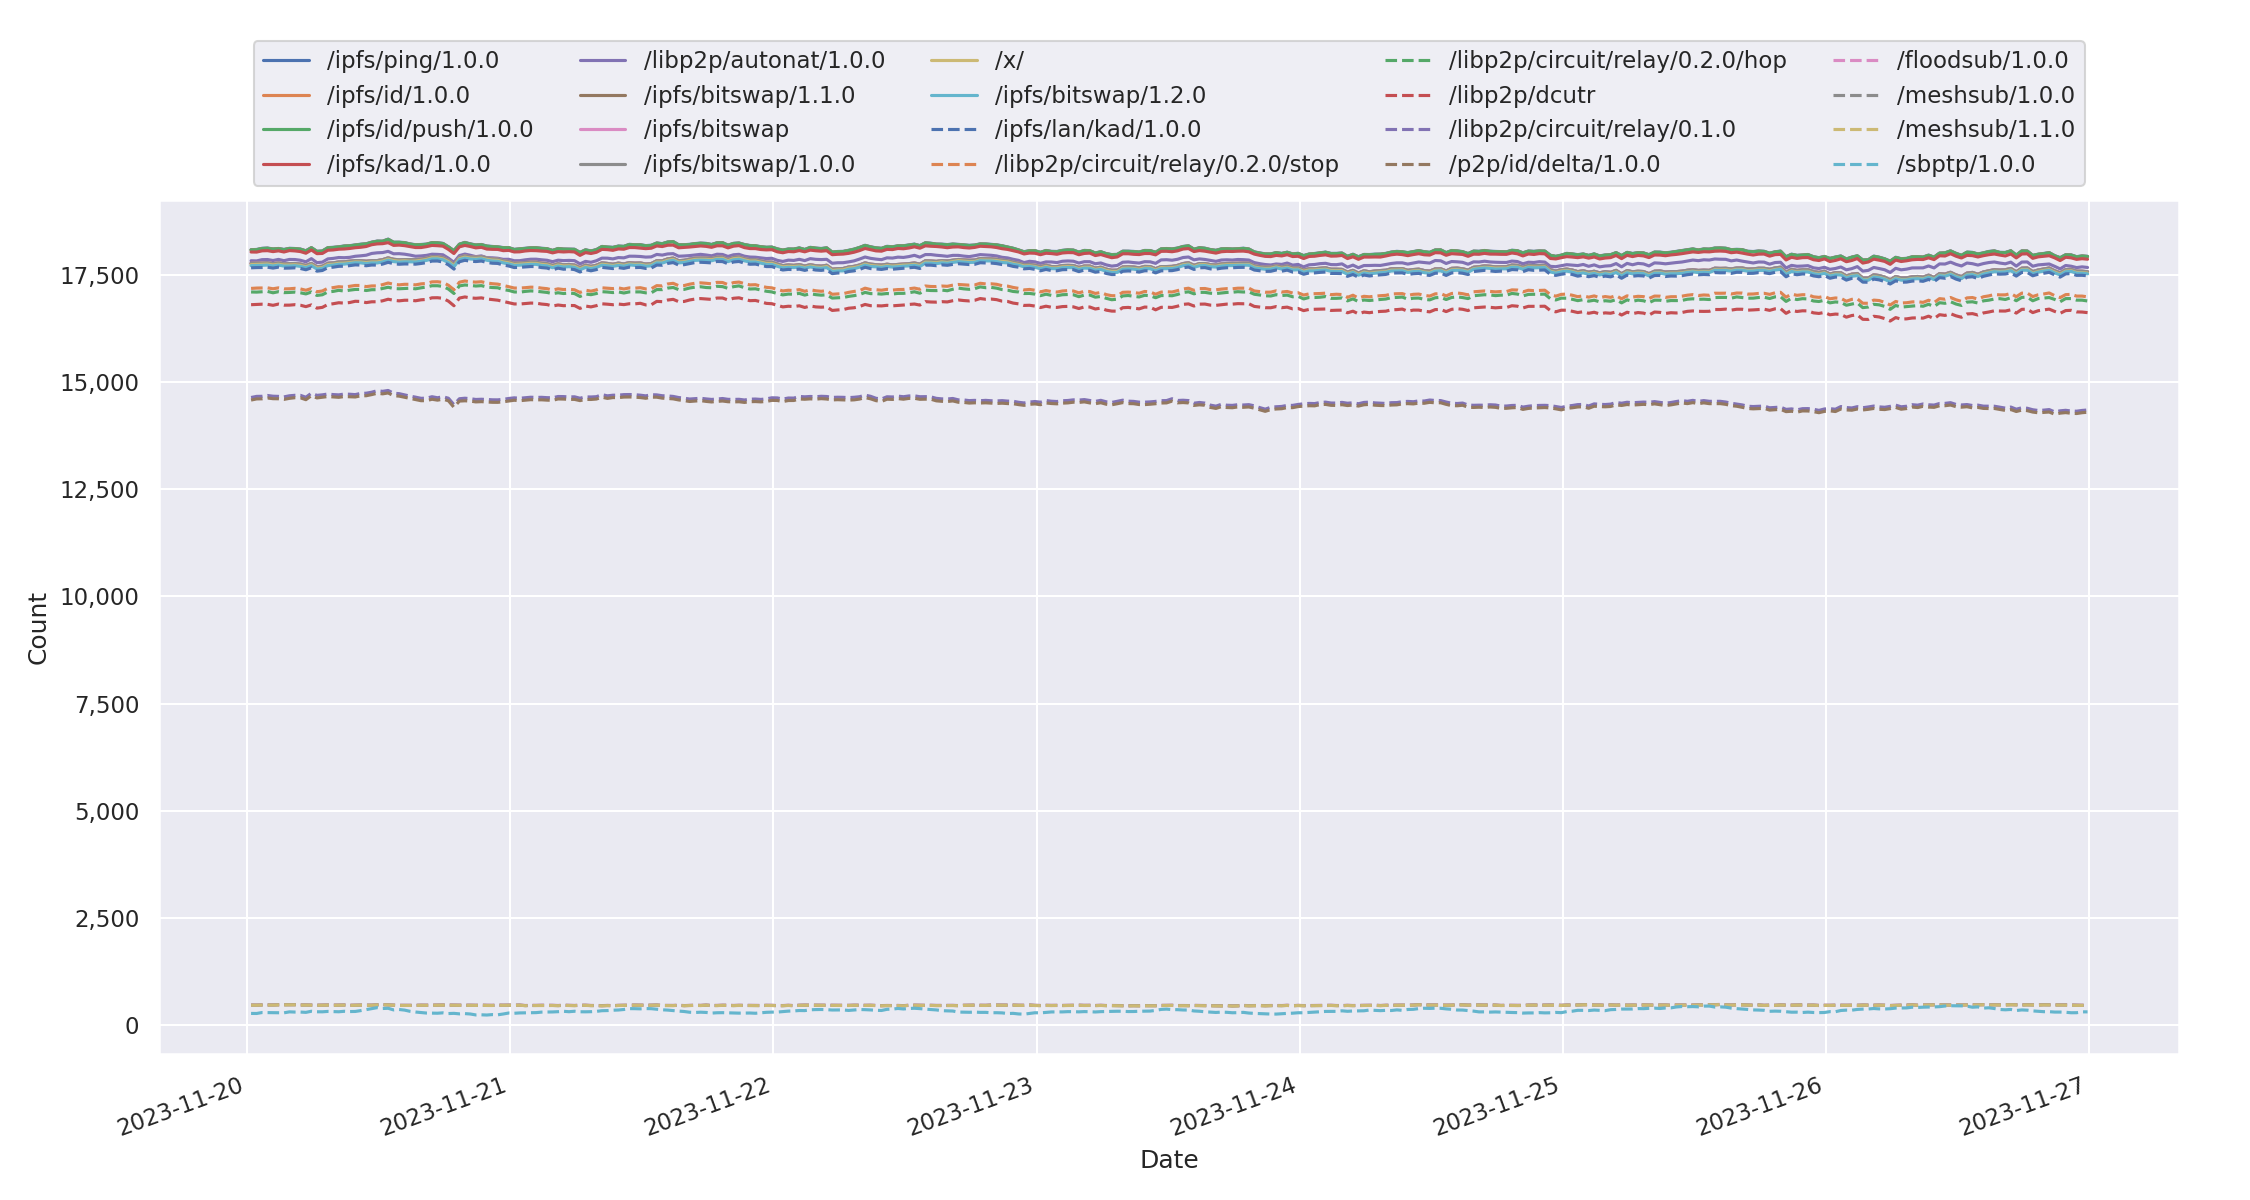 /ipfs/ping/1.0.0
/ipfs/id/1.0.0
/ipfs/id/push/1.0.0
/ipfs/kad/1.0.0
/libp2p/autonat/1.0.0
/ipfs/bitswap/1.1.0
/ipfs/bitswap
/ipfs/bitswap/1.0.0
/x/
/ipfs/bitswap/1.2.0
/ipfs/lan/kad/1.0.0
/libp2p/circuit/relay/0.2.0/stop
/libp2p/circuit/relay/0.2.0/hop
/libp2p/dcutr
/libp2p/circuit/relay/0.1.0
/p2p/id/delta/1.0.0
/floodsub/1.0.0
/meshsub/1.0.0
/meshsub/1.1.0
/sbptp/1.0.0
17,500
15,000
12,500
10,000
7,500
5,000
2,500
0
Count
2023-11-20
2023-11-21
2023-11-22
2023-11-23
2023-11-24
2023-11-25
2023-11-26
2023-11-27
Date